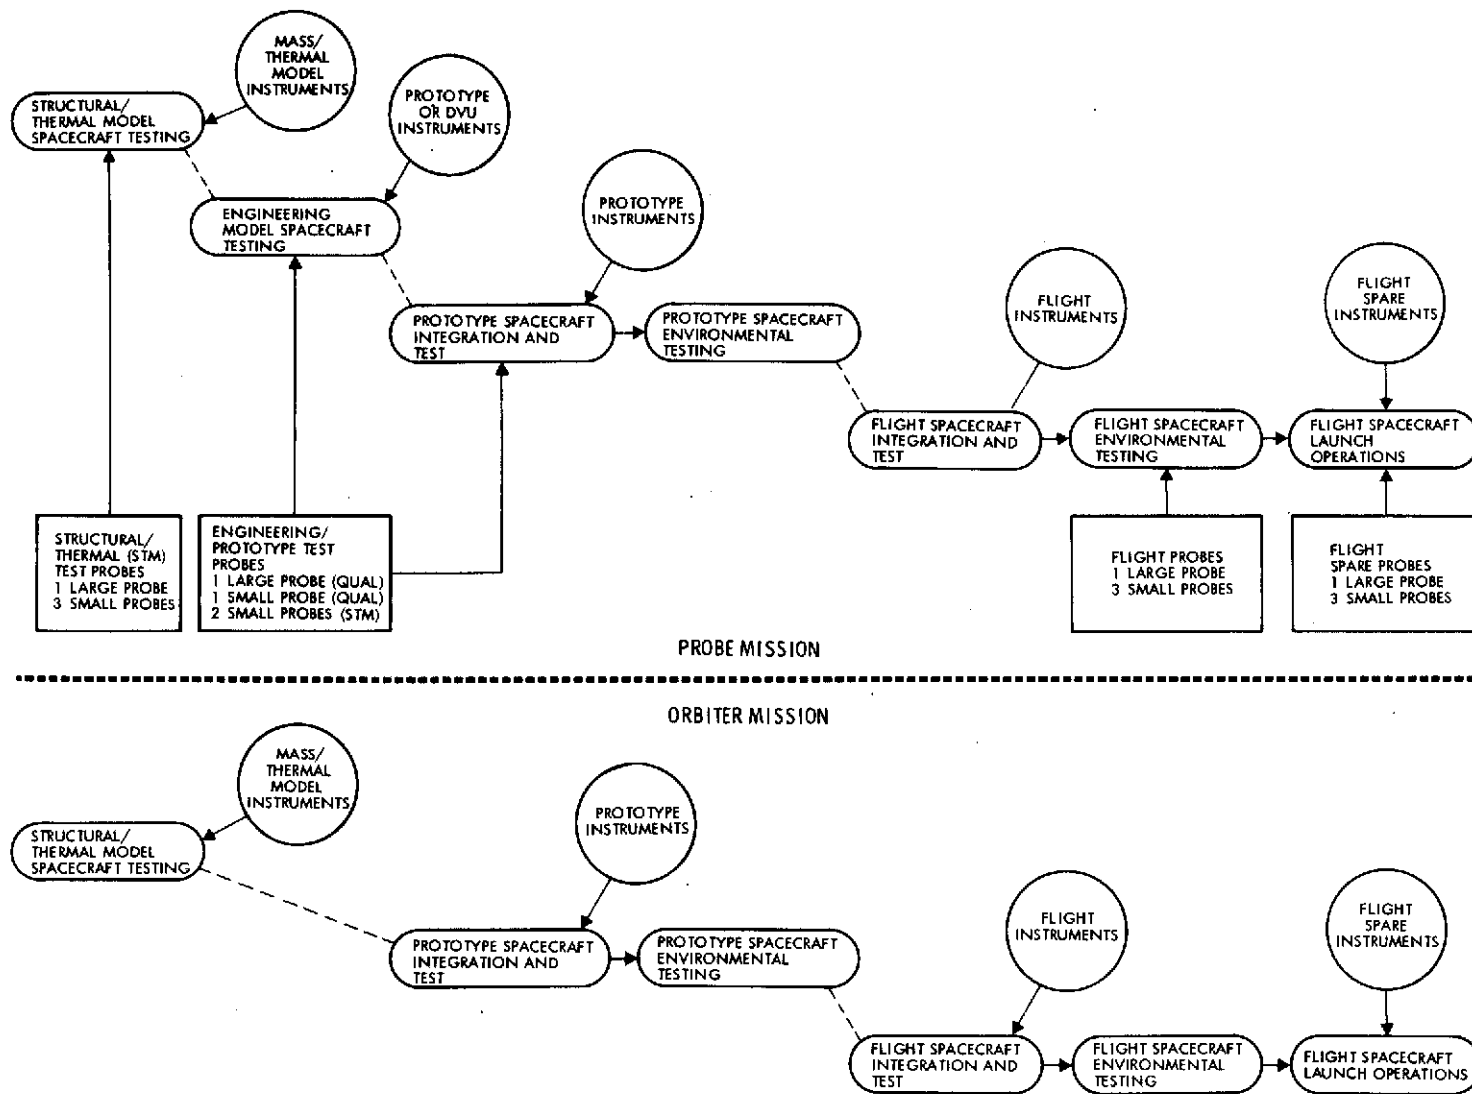 MASS/
THERMAL
MODEL
INSTRUMENTS
STRUCTURAL/
THERMAL MODEL
SPACECRAFT TESTING
PROTOTYPE
OR DVU
INSTRUMENTS
ENGINEERING
MODEL SPACECRAFT
TESTING
PROTOTYPE
INSTRUMENTS
PROTOTYPE SPACECRAFT
INTEGRATION AND
TEST
PROTOTYPE SPACECRAFT
ENVIRONMENTAL
TESTING
FLIGHT
INSTRUMENTS
FLIGHT
SPARE
INSTRUMENTS
FLIGHT SPACECRAFT
INTEGRATION AND
TEST
FLIGHT SPACECRAFT
ENVIRONMENTAL
TESTING
FLIGHT SPACECRAFT
LAUNCH
OPERATIONS
STRUCTURAL/
THERMAL (STM)
TEST PROBES
1 LARGE PROBE
3 SMALL PROBES
ENGINEERING/
PROTOTYPE TEST
PROBES
1 LARGE PROBE (QUAL)
1 SMALL PROBE (QUAL)
2 SMALL PROBES (STM)
FLIGHT PROBES
1 LARGE PROBE
3 SMALL PROBES
FLIGHT
SPARE PROBES
1 LARGE PROBE
3 SMALL PROBES
PROBE MISSION
ORBITER MISSION
MASS/
THERMAL
MODEL
INSTRUMENTS
STRUCTURAL/
THERMAL MODEL
SPACECRAFT TESTING
PROTOTYPE
INSTRUMENTS
PROTOTYPE SPACECRAFT
INTEGRATION AND
TEST
PROTOTYPE SPACECRAFT
ENVIRONMENTAL
TESTING
FLIGHT
INSTRUMENTS
FLIGHT
SPARE
INSTRUMENTS
FLIGHT SPACECRAFT
INTEGRATION AND
TEST
FLIGHT SPACECRAFT
ENVIRONMENTAL
TESTING
FLIGHT SPACECRAFT
LAUNCH OPERATIONS